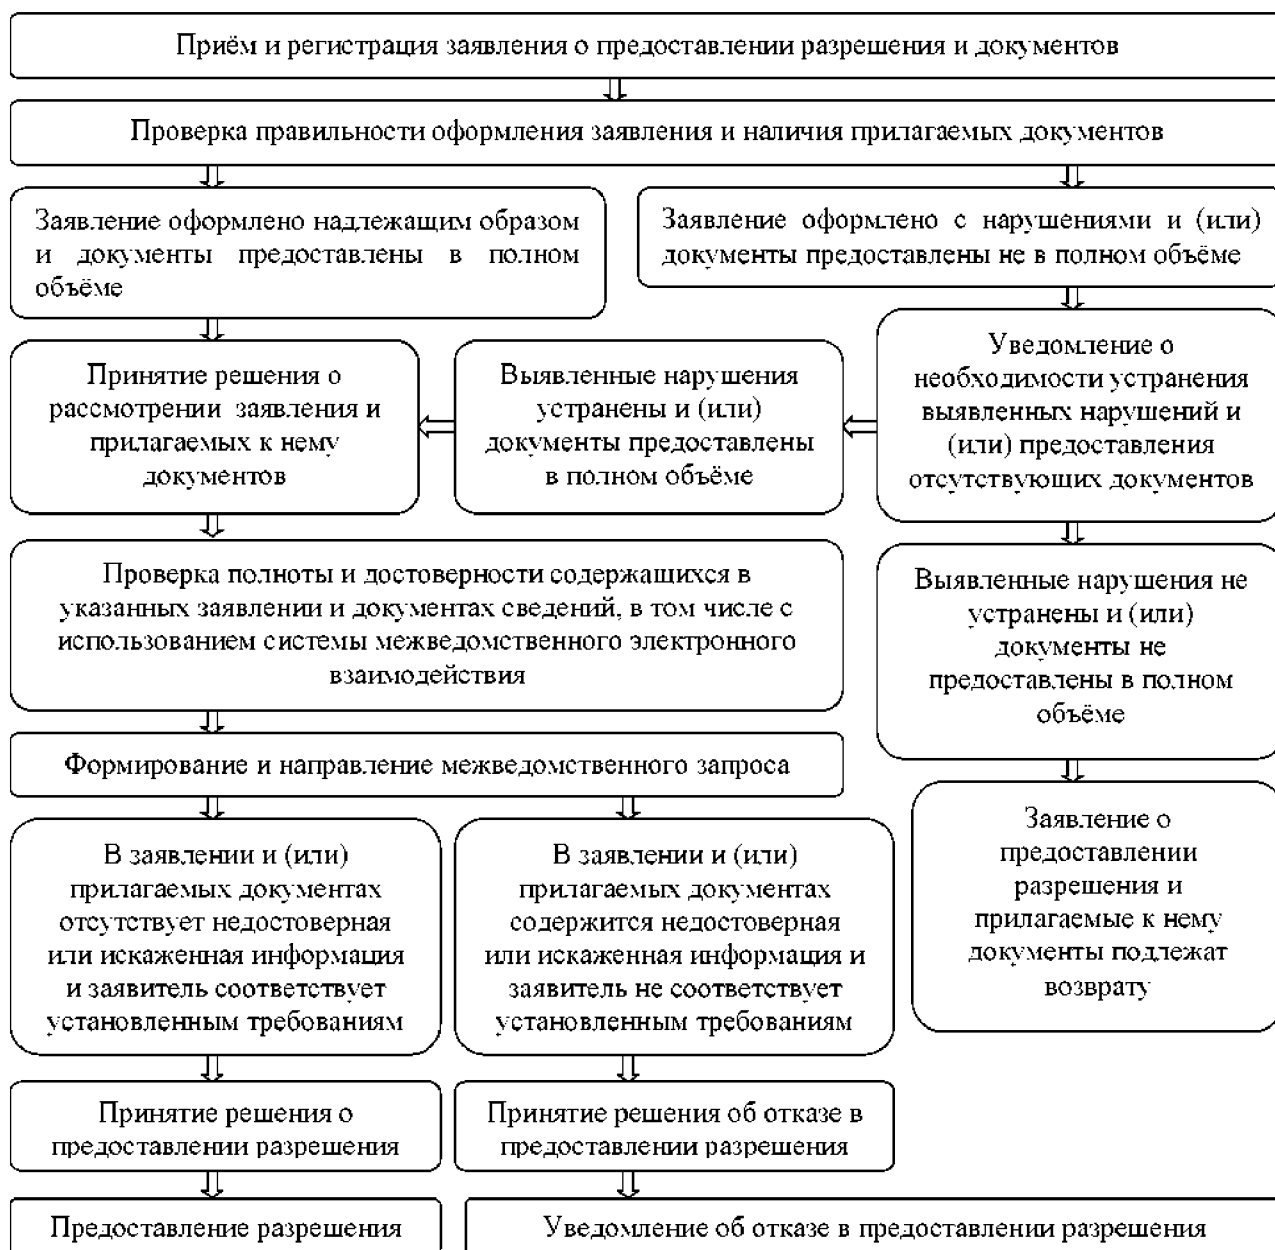 Приём и регистрация заявления о предоставлении разрешения и документов
Проверка правильности оформления заявления и наличия прилагаемых документов
Заявление оформлено надлежащим образом
и документы предоставлены в полном
объёме
Заявление оформлено с нарушениями и (или)
документы предоставлены не в полном объёме
Принятие решения о
рассмотрении заявления и
прилагаемых к нему
документов
Выявленные нарушения
устранены и (или)
документы предоставлены
в полном объёме
Уведомление о
необходимости устранения
выявленных нарушений и
(или) предоставления
отсутствующих документов
Проверка полноты и достоверности содержащихся в
указанных заявлении и документах сведений, в том числе с
использованием системы межведомственного электронного
взаимодействия
Выявленные нарушения не
устранены и (или)
документы не
предоставлены в полном
объёме
Формирование и направление межведомственного запроса
В заявлении и (или)
прилагаемых документах
отсутствует недостоверная
или искаженная информация
и заявитель соответствует
установленным требованиям
В заявлении и (или)
прилагаемых документах
содержится недостоверная
или искаженная информация и
заявитель не соответствует
установленным требованиям
Заявление о
предоставлении
разрешения и
прилагаемые к нему
документы подлежат
возврату
Принятие решения о
предоставлении разрешения
Принятие решения об отказе в
предоставлении разрешения
Предоставление разрешения
Уведомление об отказе в предоставлении разрешения